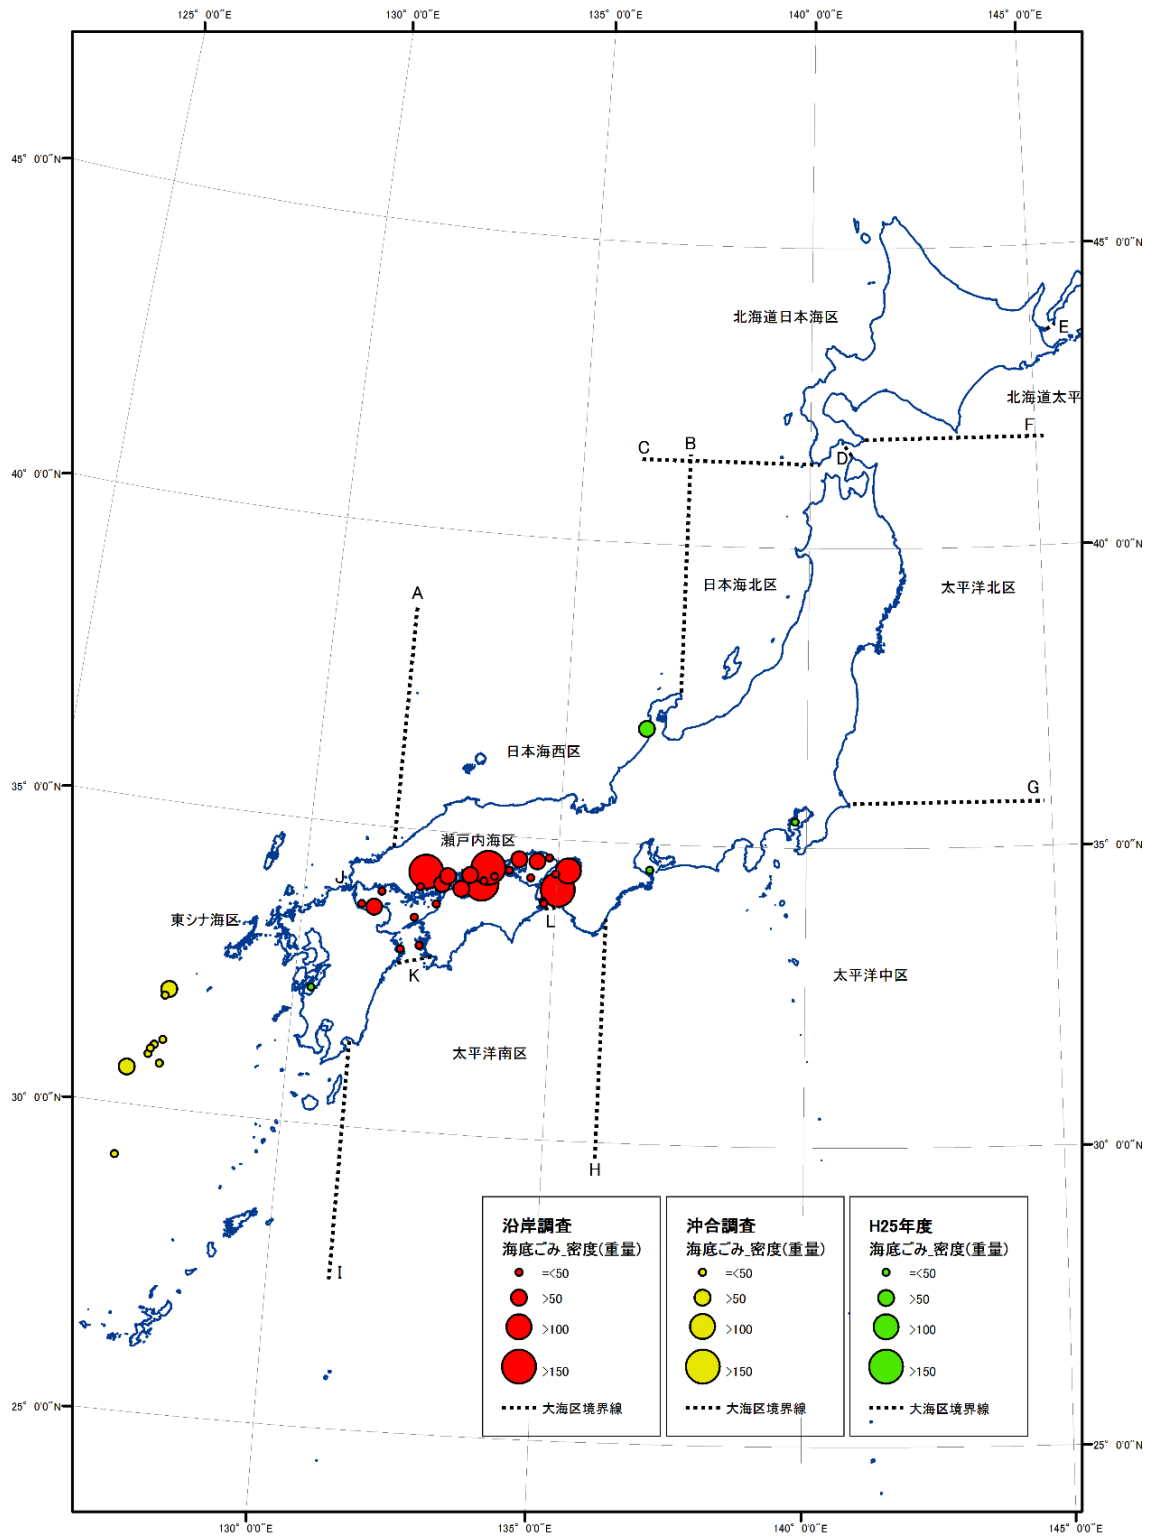 125° 0'0"E
130° 0'0"E
135° 0'0"E
140° 0'0"E
145° 0'0"E
45° 0'0"N
45° 0'0"N
北海道日本海区
E
北海道太平
F
B
C
D
40° 0'0"N
40° 0'0"N
日本海北区
太平洋北区
A
日本海西区
35° 0'0"N
G
瀬戸内海区
35° 0'0"N
J
東シナ海区
L
K
太平洋中区
太平洋南区
30° 0'0"N
30° 0'0"N
H
I
沿岸調査
海底ごみ_密度(重量)
=<50
>50
>100
>150
大海区境界線
沖合調査
海底ごみ_密度(重量)
=<50
>50
>100
>150
大海区境界線
H25年度
海底ごみ_密度(重量)
=<50
>50
>100
>150
大海区境界線
25° 0'0"N
25° 0'0"N
130° 0'0"E
135° 0'0"E
140° 0'0"E
145° 0'0"E